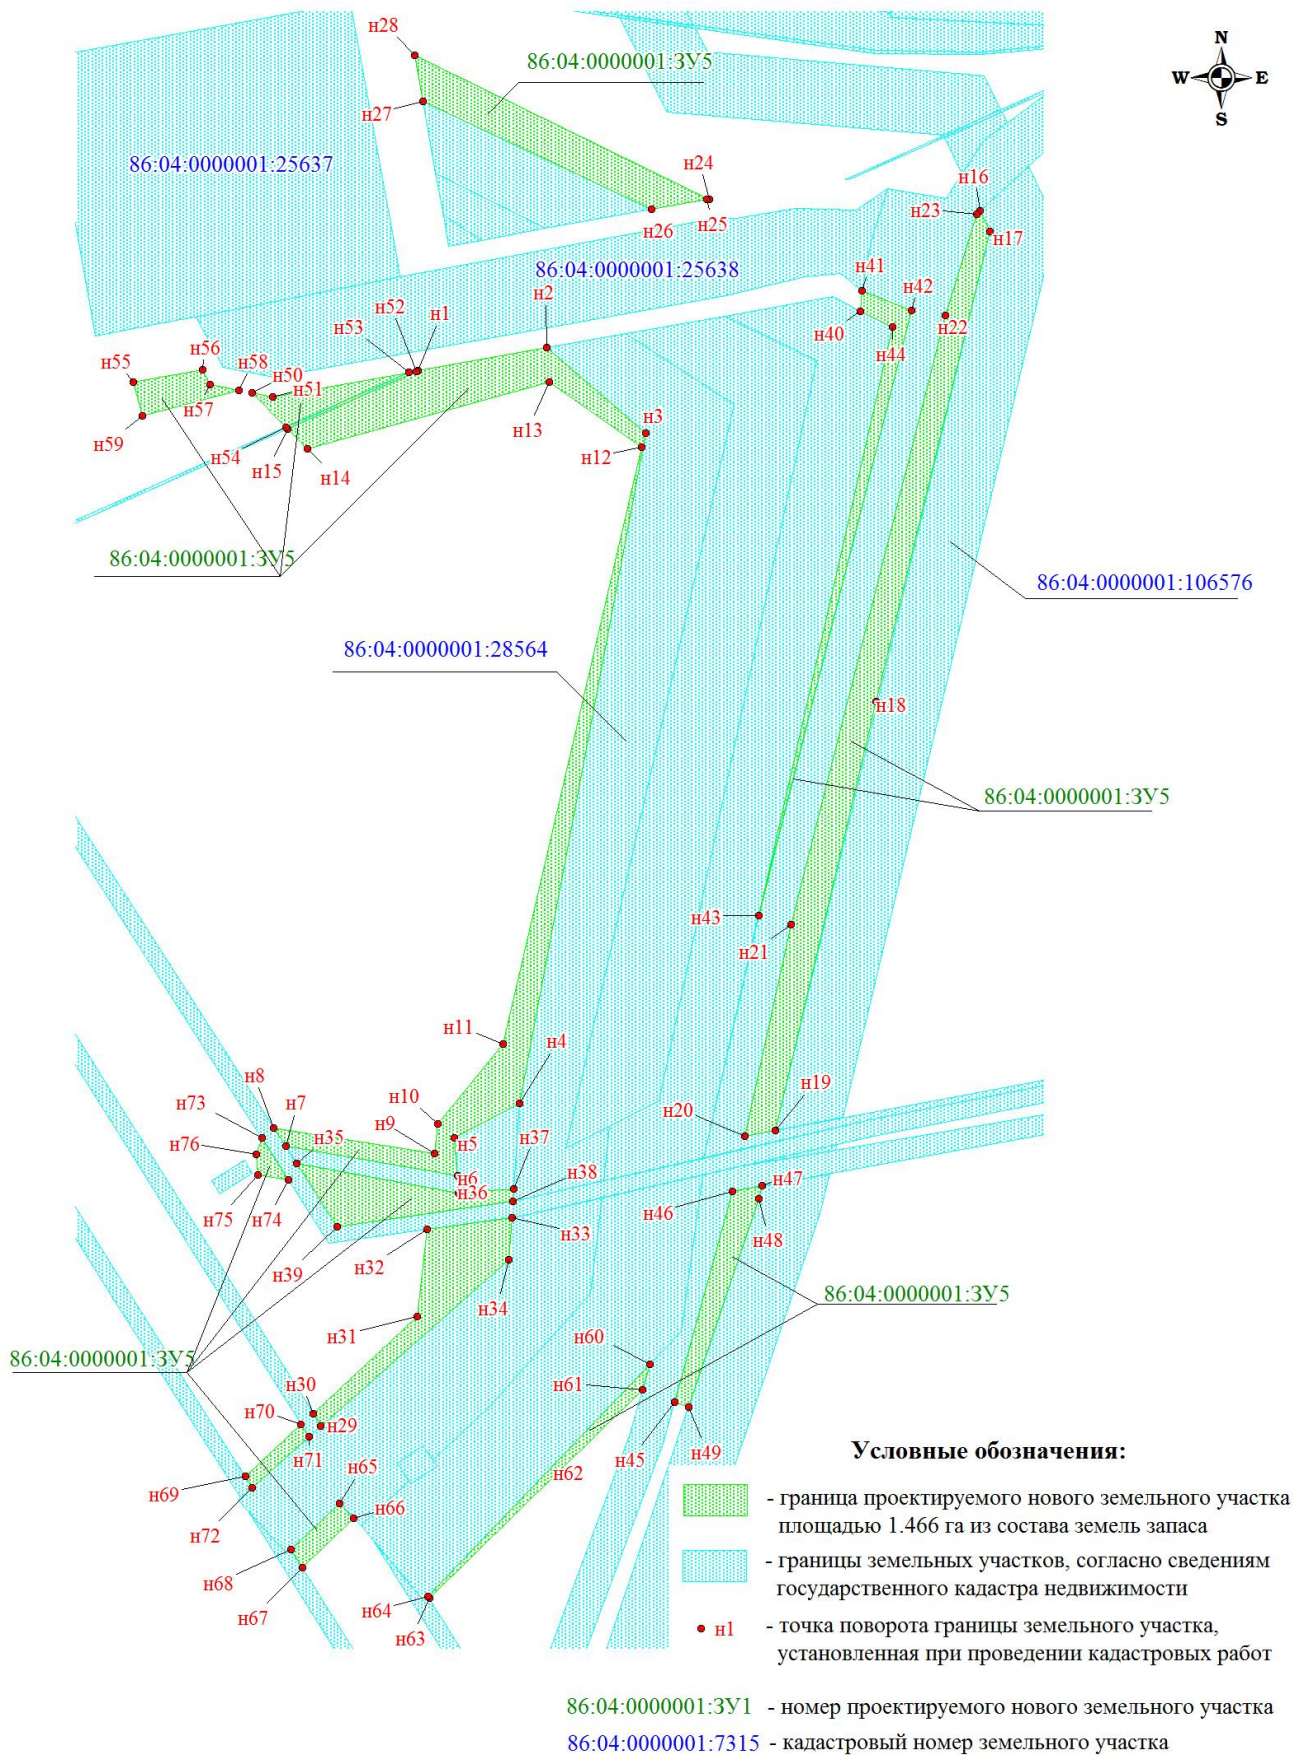 н28
86:04:0000001:ЗУ5
N
W
E
S
н27
86:04:0000001:25637
н24
н16
н23
н25
н26
н17
86:04:0000001:25638
н41
н42
н52
н1
н2
н53
н40
н22
н44
н56
н55
н58
н50
н51
н57
н59
н13
н3
н12
н54
н15
н14
86:04:0000001:ЗУ5
86:04:0000001:106576
86:04:0000001:28564
н18
86:04:0000001:ЗУ5
н43
н21
н11
н4
н8
н10
н73
н7
н9
н19
н20
н76
н35
н5
н37
н6
н38
н36
н47
н46
н75
н74
н33
н48
н39
н32
н34
86:04:0000001:ЗУ5
н31
н60
86:04:0000001:ЗУ5
н61
н30
н70
н29
н71
н45
н49
н65
н62
н69
н66
н72
н68
н67
н64
н63
Условные обозначения:
- граница проектируемого нового земельного участка
площадью 1.466 га из состава земель запаса
- границы земельных участков, согласно сведениям
государственного кадастра недвижимости
н1 - точка поворота границы земельного участка,
установленная при проведении кадастровых работ
86:04:0000001:ЗУ1 - номер проектируемого нового земельного участка
86:04:0000001:7315 - кадастровый номер земельного участка